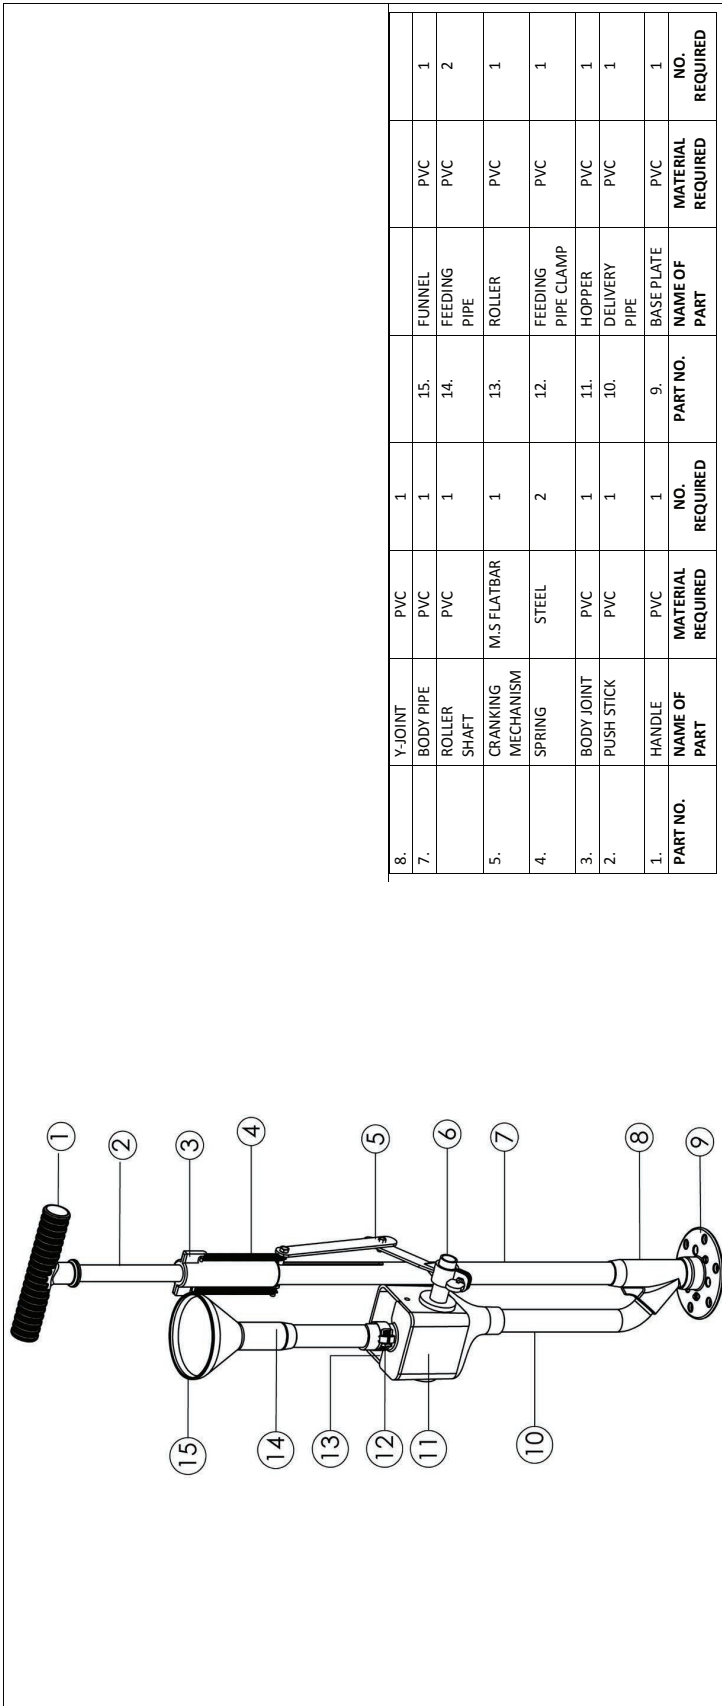 1
2
3
4
5
6
7
8
9
15
14
13
12
11
10
8. Y-JOINT PVC 1
7. BODY PIPE PVC 1 15. FUNNEL PVC 1
ROLLER SHAFT PVC 1 14. FEEDING PIPE PVC 2
5. CRANKING MECHANISM M.S FLATBAR 1 13. ROLLER PVC 1
4. SPRING STEEL 2 12. FEEDING PIPE CLAMP PVC 1
3. BODY JOINT PVC 1 11. HOPPER PVC 1
2. PUSH STICK PVC 1 10. DELIVERY PIPE PVC 1
1. HANDLE PVC 1 9. BASE PLATE PVC 1
PART NO. NAME OF PART MATERIAL REQUIRED NO. REQUIRED PART NO. NAME OF PART MATERIAL REQUIRED NO. REQUIRED